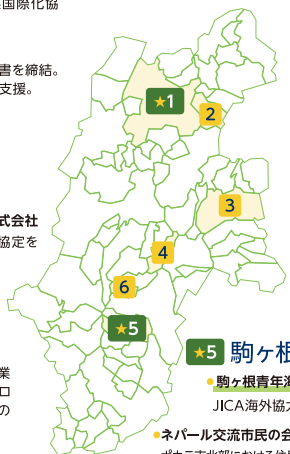 国際化協
書を締結。
支援。
★1
2
3
式会社
協定を
4
6
★5
業
ロ
の
★5 駒ヶ根
●駒ヶ根青年海
JICA海外協力
●ネパール交流市民の会